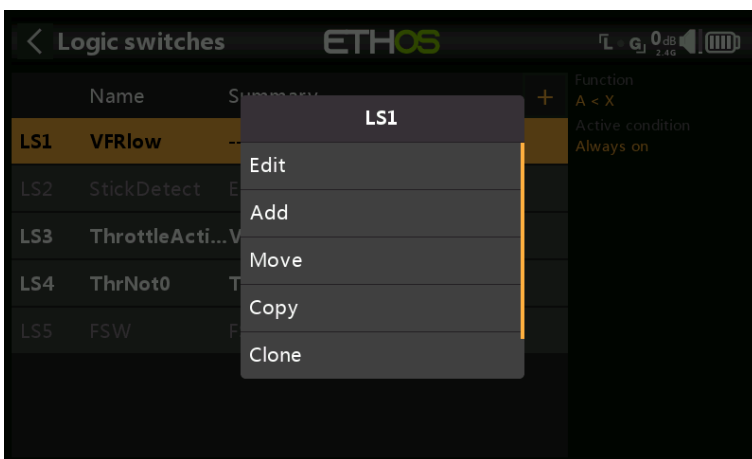 Logic switches
ETHOS
L G 0dB 2.4G
Name Summary +
LS1 VFRlow --
LS2 StickDetect E
LS3 ThrottleActi...V
LS4 ThrNot0 T
LS5 FSW F
LS1
Edit
Add
Move
Copy
Clone
Function
A < X
Active condition
Always on